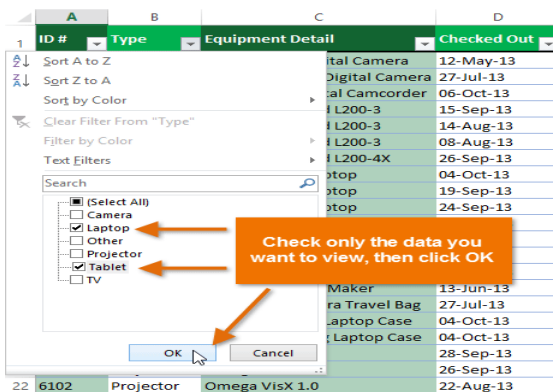 A B C D
1 ID # Type Equipment Detail Checked Out
Sort A to Z
ital Camera 12-May-13
Sort Z to A
Digital Camera 27-Jul-13
Sort by Color
tal Camcorder 06-Oct-13
L200-3 15-Sep-13
Clear Filter From "Type"
L200-3 14-Aug-13
Filter by Color
L200-3 08-Aug-13
Text Filters
L200-4X 26-Sep-13
Search
ptop 04-Oct-13
ptop 19-Sep-13
(Select All)
ptop 24-Sep-13
Camera
Laptop
Other
Projector
Tablet
TV
Check only the data you
want to view, then click OK
Maker 13-Jun-13
ra Travel Bag 27-Jul-13
Laptop Case 04-Oct-13
Laptop Case 04-Oct-13
OK Cancel
28-Sep-13
26-Sep-13
22 6102 Projector Omega VisX 1.0 22-Aug-13